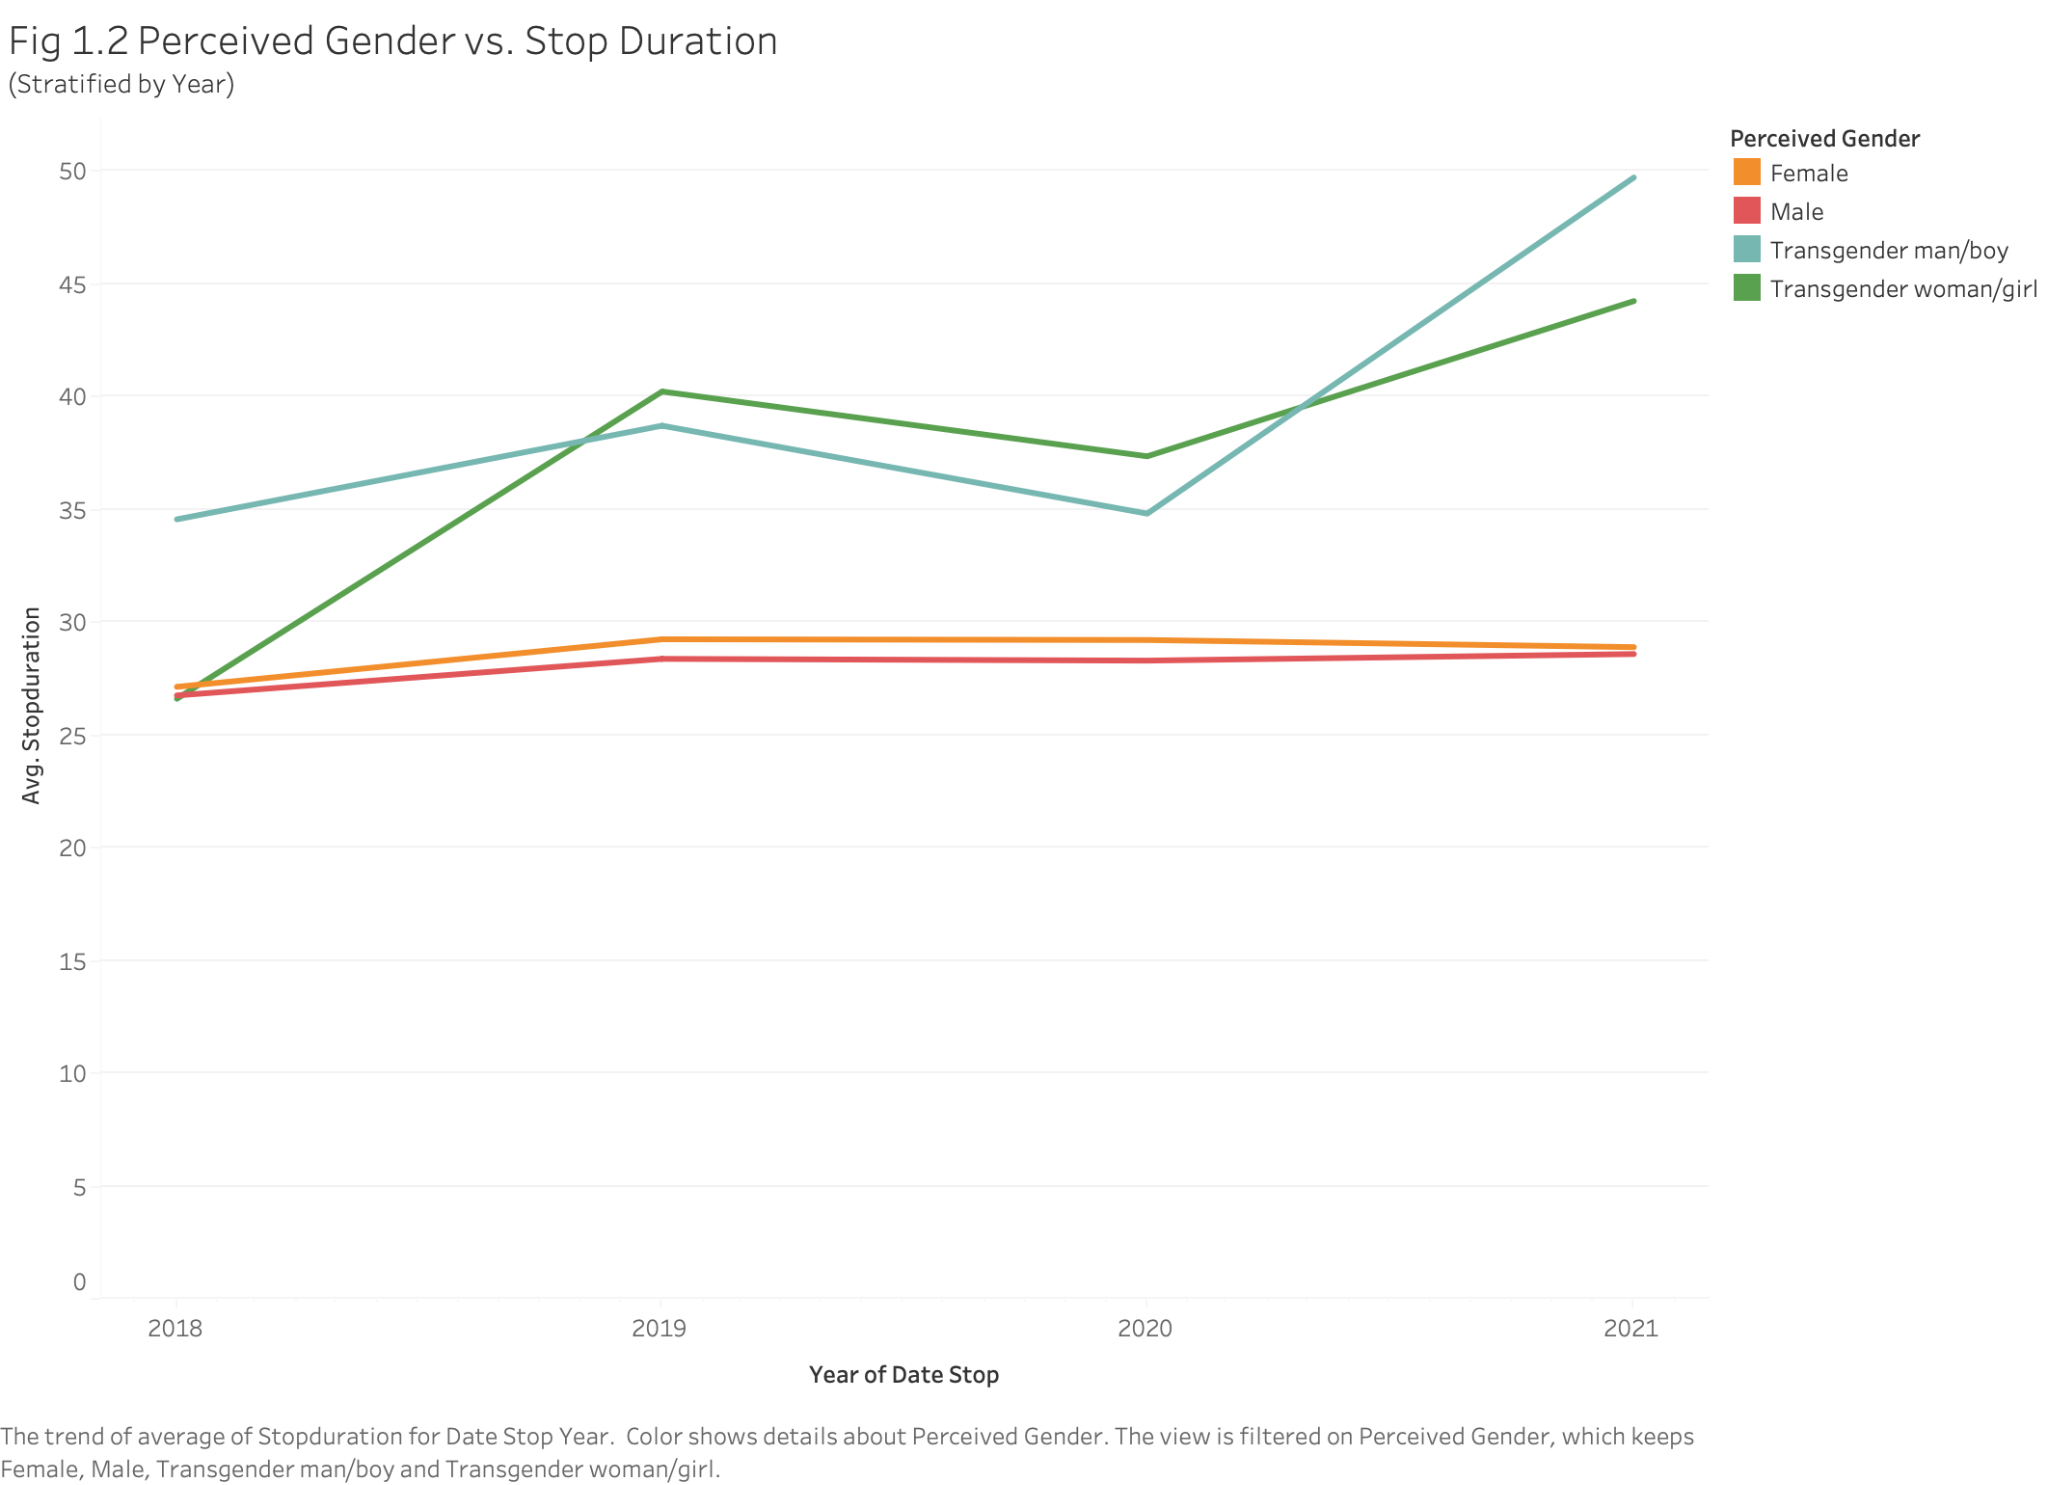 Fig 1.2 Perceived Gender vs. Stop Duration
(Stratified by Year)
Perceived Gender
Female
Male
Transgender man/boy
Transgender woman/girl
50
45
40
35
30
25
20
15
10
5
0
Avg. Stopduration
2018
2019
2020
2021
Year of Date Stop
The trend of average of Stopduration for Date Stop Year.  Color shows details about Perceived Gender. The view is filtered on Perceived Gender, which keeps
Female, Male, Transgender man/boy and Transgender woman/girl.